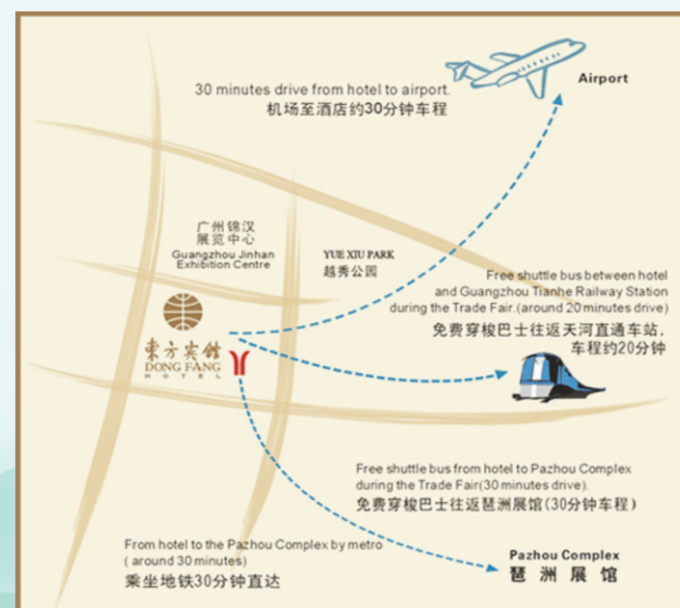 Airport
30 minutes drive from hotel to airport.
机场至酒店约30分钟车程
广州锦汉
展览中心
Guangzhou Jinhan
Exhibition Centre
YUE XIU PARK
越秀公园
Free shuttle bus between hotel
and Guangzhou Tianhe Railway Station
during the Trade Fair.(around 20 minutes drive)
免费穿梭巴士往返天河直通车站,
车程约20分钟
東方賓館
DONG FANG
HOTEL
Free shuttle bus from hotel to Pazhou Complex
during the Trade Fair(30 minutes drive).
免费穿梭巴士往返琶洲展馆(30分钟车程)
From hotel to the Pazhou Complex by metro
( around 30 minutes)
乘坐地铁30分钟直达
Pazhou Complex
琶洲展馆